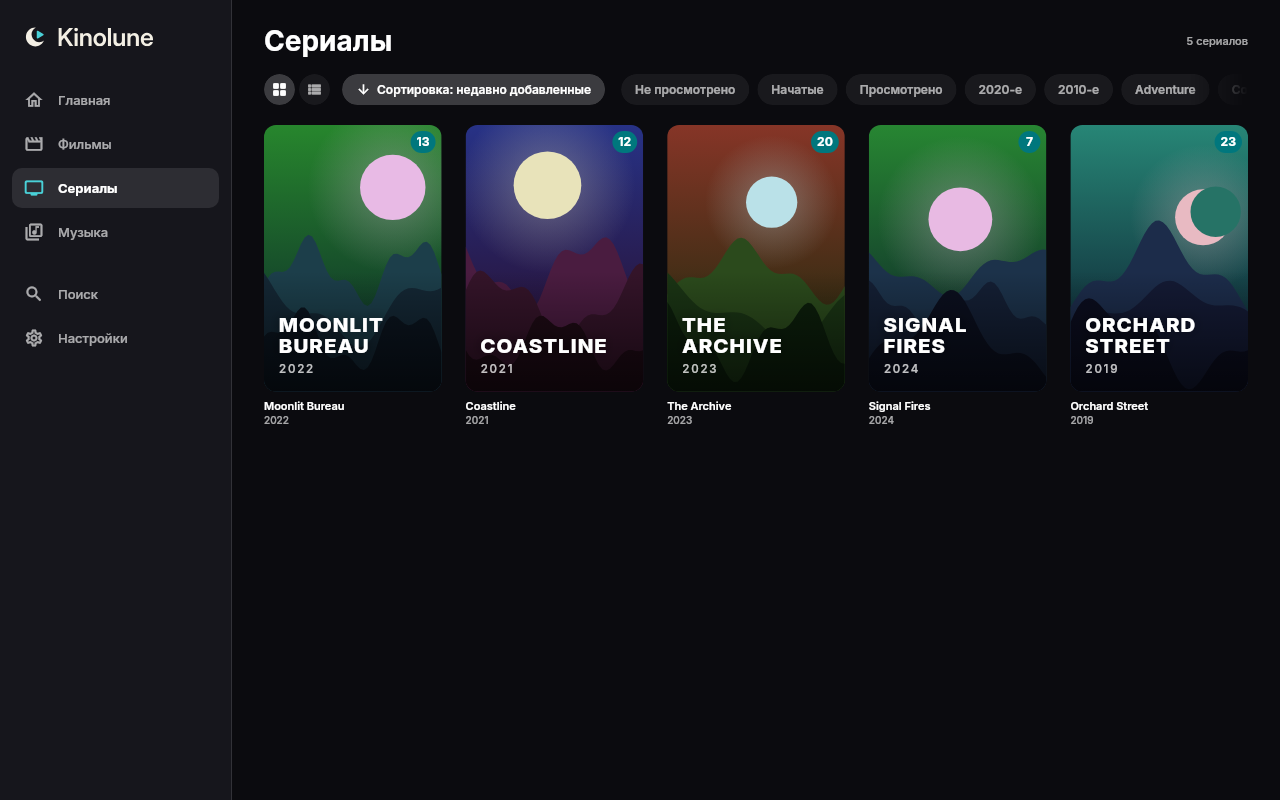 Kinolune
Главная
Фильмы
Сериалы
Музыка
Поиск
Настройки
Сериалы
5 сериалов
Сортировка: недавно добавленные
Не просмотрено
Начатые
Просмотрено
2020-е
2010-е
Adventure
13
MOONLIT
BUREAU
2022
Moonlit Bureau
2022
12
COASTLINE
2021
Coastline
2021
20
THE
ARCHIVE
2023
The Archive
2023
7
SIGNAL
FIRES
2024
Signal Fires
2024
23
ORCHARD
STREET
2019
Orchard Street
2019